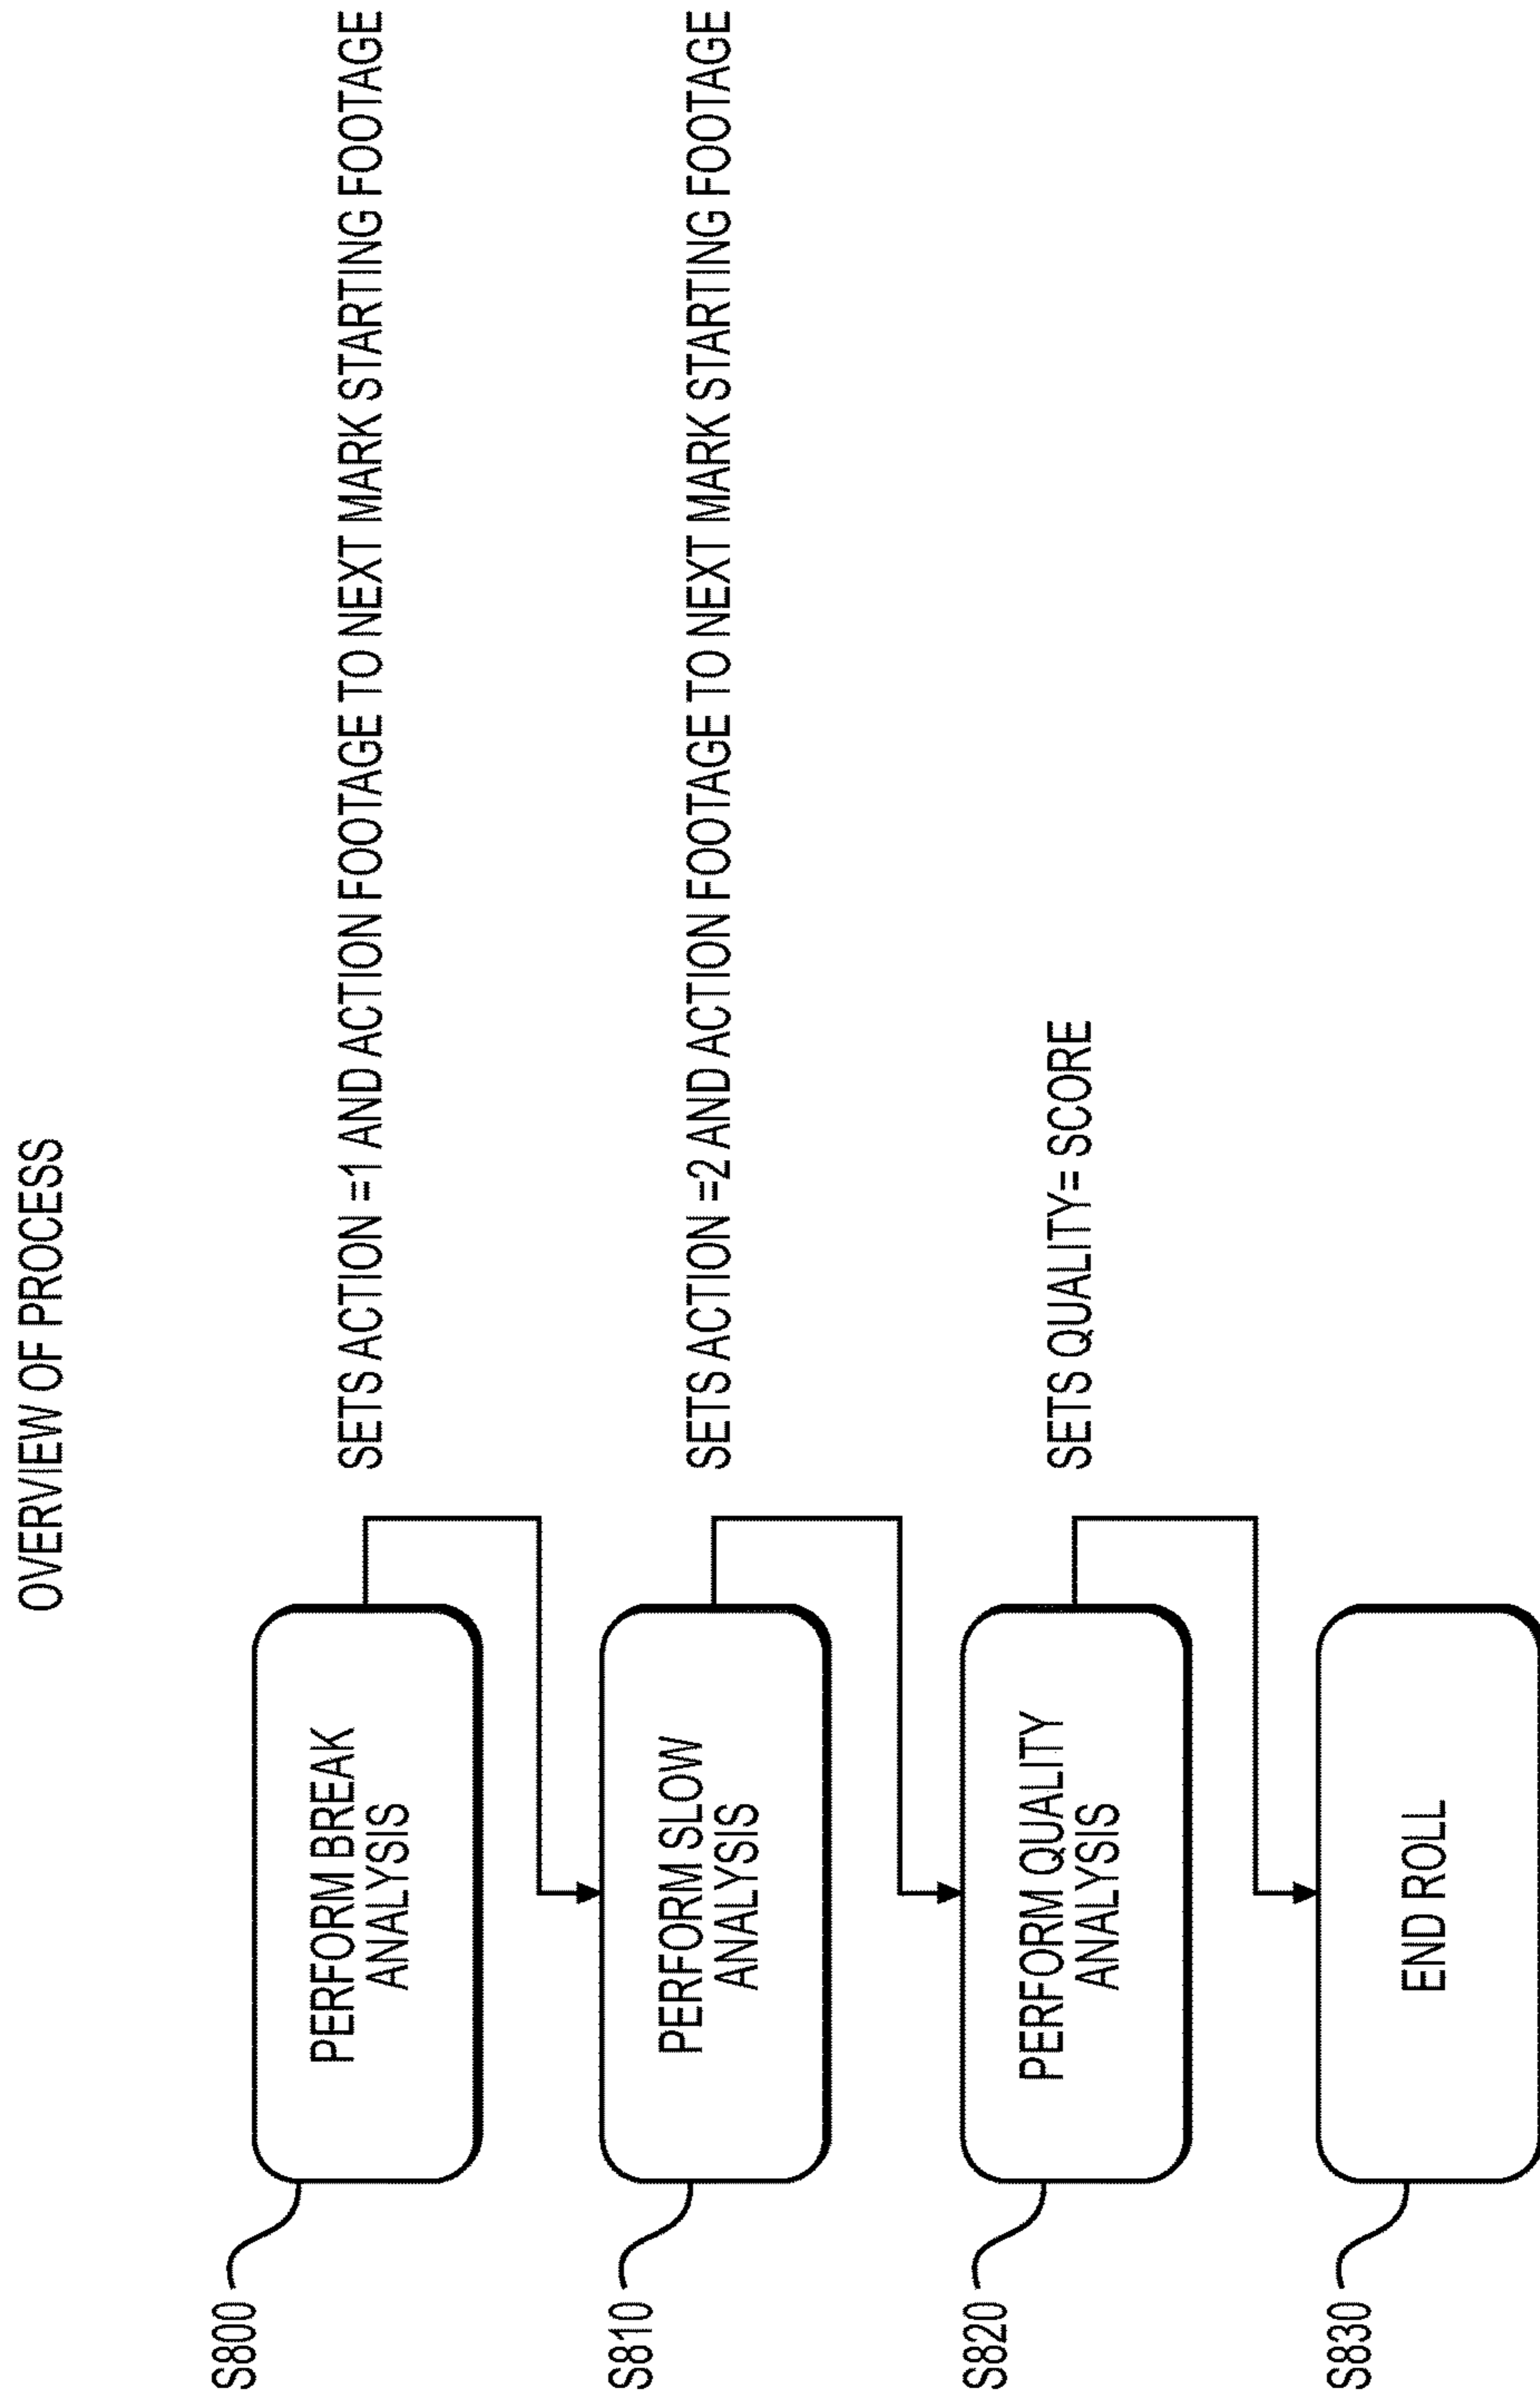 OVERVIEW OF PROCESS
S800
PERFORM BREAK
ANALYSIS
SETS ACTION =1 AND ACTION FOOTAGE TO NEXT MARK STARTING FOOTAGE
S810
PERFORM SLOW
ANALYSIS
SETS ACTION =2 AND ACTION FOOTAGE TO NEXT MARK STARTING FOOTAGE
S820
PERFORM QUALITY
ANALYSIS
SETS QUALITY= SCORE
S830
END ROLL